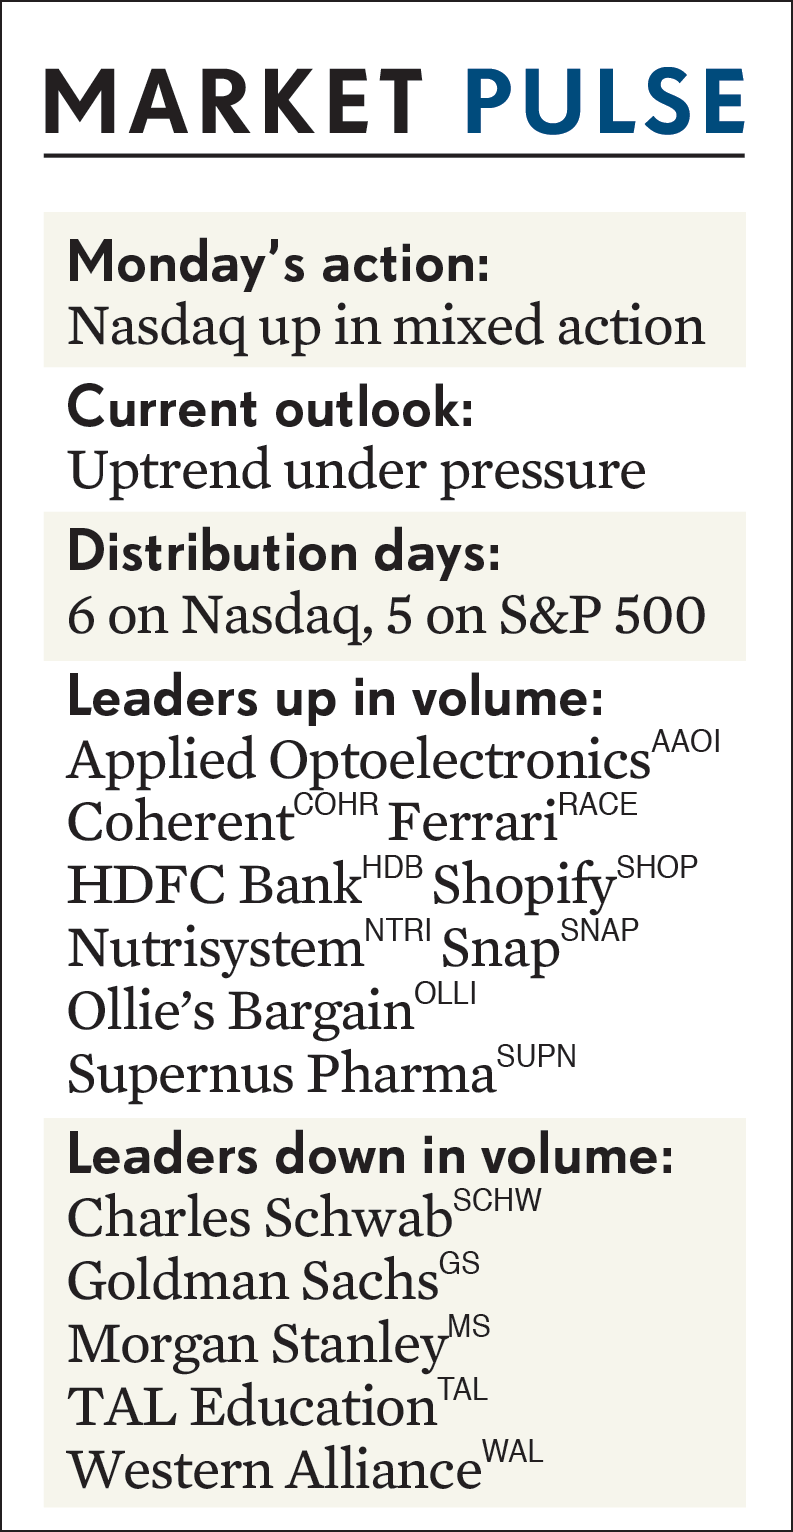 MARKET PULSE
Monday’s action:
Nasdaq up in mixed action
Current outlook:
Uptrend under pressure
Distribution days:
6 on Nasdaq, 5 on S&P 500
Leaders up in volume:
Applied Optoelectronics AAOI
Coherent COHR Ferrari RACE
HDFC Bank HDB Shopify SHOP
Nutrisystem NTRI Snap SNAP
Ollie’s Bargain OLLI
Supernus Pharma SUPN
Leaders down in volume:
Charles Schwab SCHW
Goldman Sachs GS
Morgan Stanley MS
TAL Education TAL
Western Alliance WAL